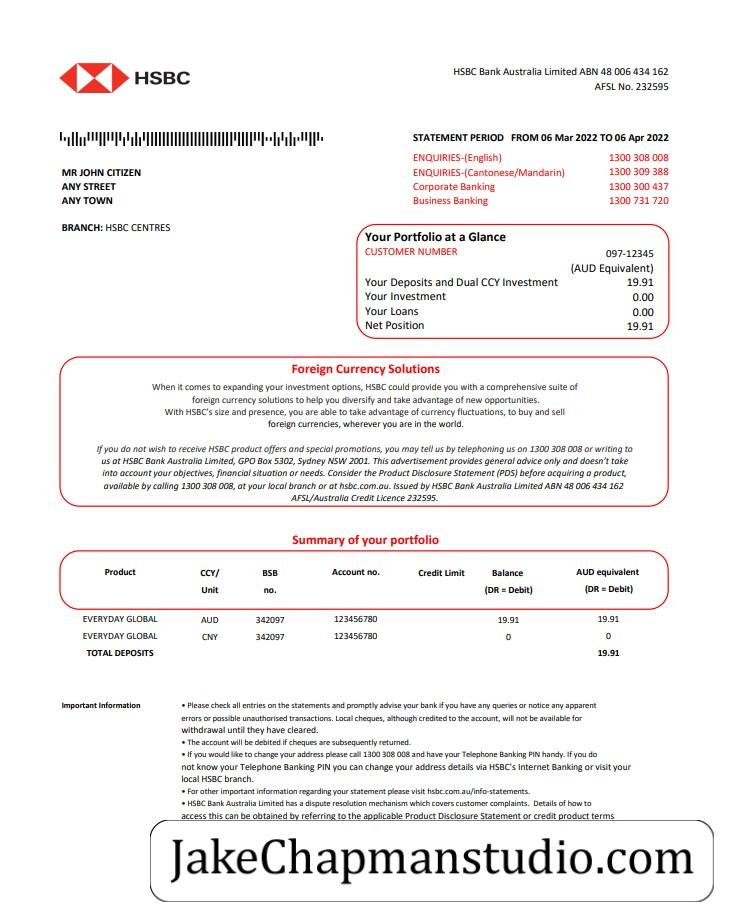 HSBC
HSBC Bank Australia Limited ABN 48 006 434 162
AFSL No. 232595
STATEMENT PERIOD FROM 06 Mar 2022 TO 06 Apr 2022
ENQUIRIES-(English) 1300 308 008
ENQUIRIES-(Cantonese/Mandarin) 1300 309 388
Corporate Banking 1300 300 437
Business Banking 1300 731 720
MR JOHN CITIZEN
ANY STREET
ANY TOWN
BRANCH: HSBC CENTRES
Your Portfolio at a Glance
CUSTOMER NUMBER 097-12345
(AUD Equivalent)
Your Deposits and Dual CCY Investment 19.91
Your Investment 0.00
Your Loans 0.00
Net Position 19.91
Foreign Currency Solutions
When it comes to expanding your investment options, HSBC could provide you with a comprehensive suite of
foreign currency solutions to help you diversify and take advantage of new opportunities.
With HSBC's size and presence, you are able to take advantage of currency fluctuations, to buy and sell
foreign currencies, wherever you are in the world.
If you do not wish to receive HSBC product offers and special promotions, you may tell us by telephoning us on 1300 308 008 or writing to
us at HSBC Bank Australia Limited, GPO Box 5302, Sydney NSW 2001. This advertisement provides general advice only and doesn't take
into account your objectives, financial situation or needs. Consider the Product Disclosure Statement (PDS) before acquiring a product,
available by calling 1300 308 008, at your local branch or at hsbc.com.au. Issued by HSBC Bank Australia Limited ABN 48 006 434 162
AFSL/Australia Credit Licence 232595.
Summary of your portfolio
Product CCY/ BSB Account no. Credit Limit Balance AUD equivalent
Unit no. (DR = Debit) (DR = Debit)
EVERYDAY GLOBAL AUD 342097 123456780 19.91 19.91
EVERYDAY GLOBAL CNY 342097 123456780 0 0
TOTAL DEPOSITS 19.91
Important Information • Please check all entries on the statements and promptly advise your bank if you have any queries or notice any apparent
errors or possible unauthorised transactions. Local cheques, although credited to the account, will not be available for
withdrawal until they have cleared.
• The account will be debited if cheques are subsequently returned.
• If you would like to change your address please call 1300 308 008 and have your Telephone Banking PIN handy. If you do
not know your Telephone Banking PIN you can change your address details via HSBC's Internet Banking or visit your
local HSBC branch.
• For other important information regarding your statement please visit hsbc.com.au/info-statements.
• HSBC Bank Australia Limited has a dispute resolution mechanism which covers customer complaints. Details of how to
access this can be obtained by referring to the applicable Product Disclosure Statement or credit product terms
JakeChapmanstudio.com